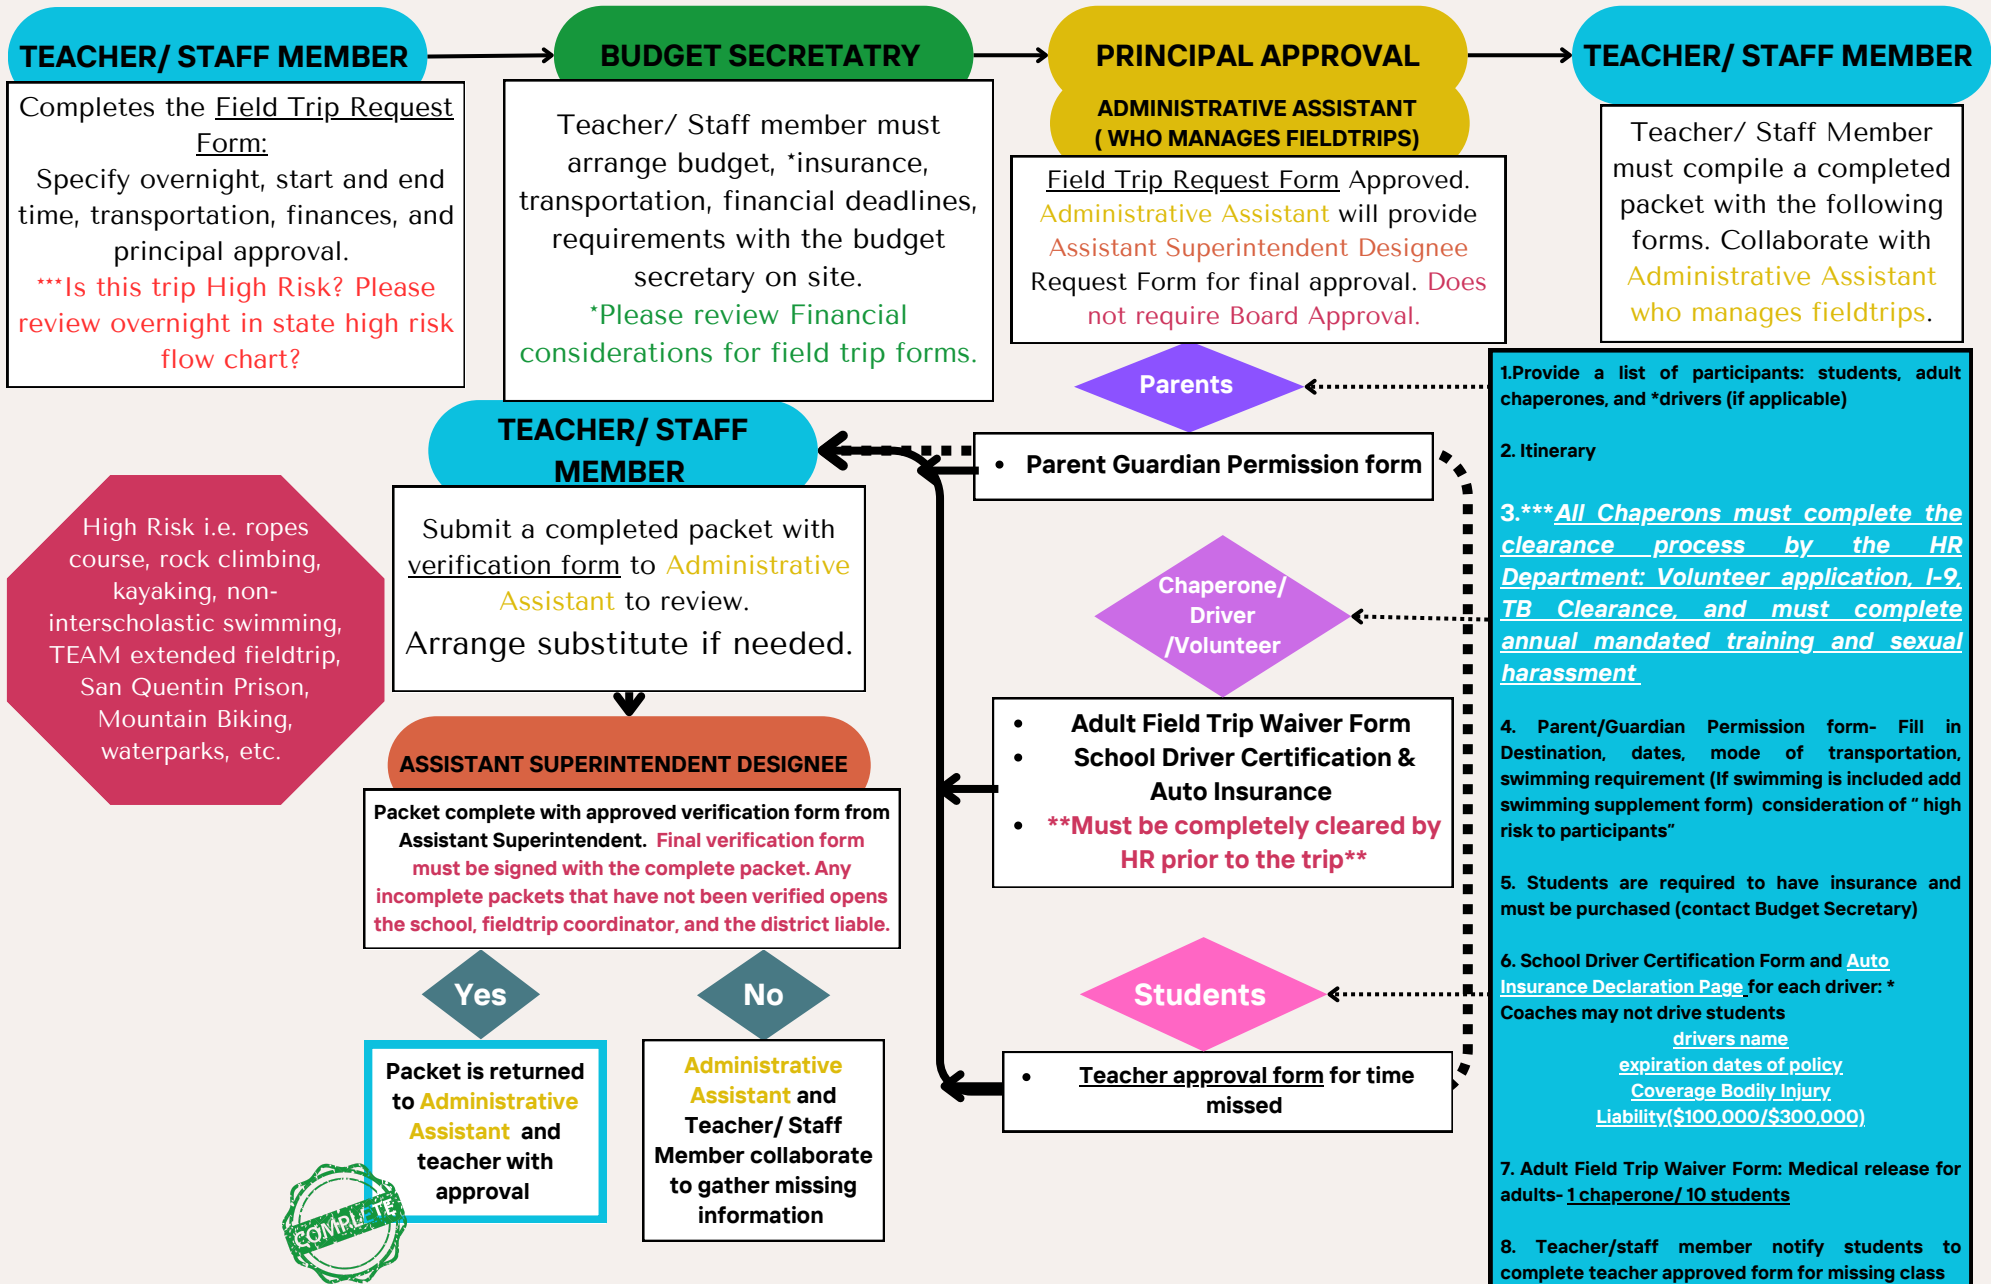 TEACHER/ STAFF MEMBER
Completes the Field Trip Request
Form:
Specify overnight, start and end
time, transportation, finances, and
principal approval.
***Is this trip High Risk? Please
review overnight in state high risk
flow chart?
BUDGET SECRETATRY
Teacher/ Staff member must
arrange budget, *insurance,
transportation, financial deadlines,
requirements with the budget
secretary on site.
*Please review Financial
considerations for field trip forms.
PRINCIPAL APPROVAL
ADMINISTRATIVE ASSISTANT
( WHO MANAGES FIELDTRIPS)
Field Trip Request Form Approved.
Administrative Assistant will provide
Assistant Superintendent Designee
Request Form for final approval. Does
not require Board Approval.
TEACHER/ STAFF MEMBER
Teacher/ Staff Member
must compile a completed
packet with the following
forms. Collaborate with
Administrative Assistant
who manages fieldtrips.
1.Provide a list of participants: students, adult
chaperones, and *drivers (if applicable)
2. Itinerary
3.***All Chaperons must complete the
clearance process by the HR
Department: Volunteer application, I-9,
TB Clearance, and must complete
annual mandated training and sexual
harassment
4. Parent/Guardian Permission form- Fill in
Destination, dates, mode of transportation,
swimming requirement (If swimming is included add
swimming supplement form) consideration of " high
risk to participants"
5. Students are required to have insurance and
must be purchased (contact Budget Secretary)
6. School Driver Certification Form and Auto
Insurance Declaration Page for each driver: *
Coaches may not drive students
drivers name
expiration dates of policy
Coverage Bodily Injury
Liability($100,000/$300,000)
7. Adult Field Trip Waiver Form: Medical release for
adults- 1 chaperone/ 10 students
8. Teacher/staff member notify students to
complete teacher approved form for missing class
Parents
• Parent Guardian Permission form
Chaperone/
Driver
/Volunteer
• Adult Field Trip Waiver Form
• School Driver Certification &
Auto Insurance
• **Must be completely cleared by
HR prior to the trip**
Students
• Teacher approval form for time
missed
TEACHER/ STAFF
MEMBER
Submit a completed packet with
verification form to Administrative
Assistant to review.
Arrange substitute if needed.
High Risk i.e. ropes
course, rock climbing,
kayaking, non-
interscholastic swimming,
TEAM extended fieldtrip,
San Quentin Prison,
Mountain Biking,
waterparks, etc.
ASSISTANT SUPERINTENDENT DESIGNEE
Packet complete with approved verification form from
Assistant Superintendent. Final verification form
must be signed with the complete packet. Any
incomplete packets that have not been verified opens
the school, fieldtrip coordinator, and the district liable.
Yes
Packet is returned
to Administrative
Assistant and
teacher with
approval
COMPLETE
No
Administrative
Assistant and
Teacher/ Staff
Member collaborate
to gather missing
information